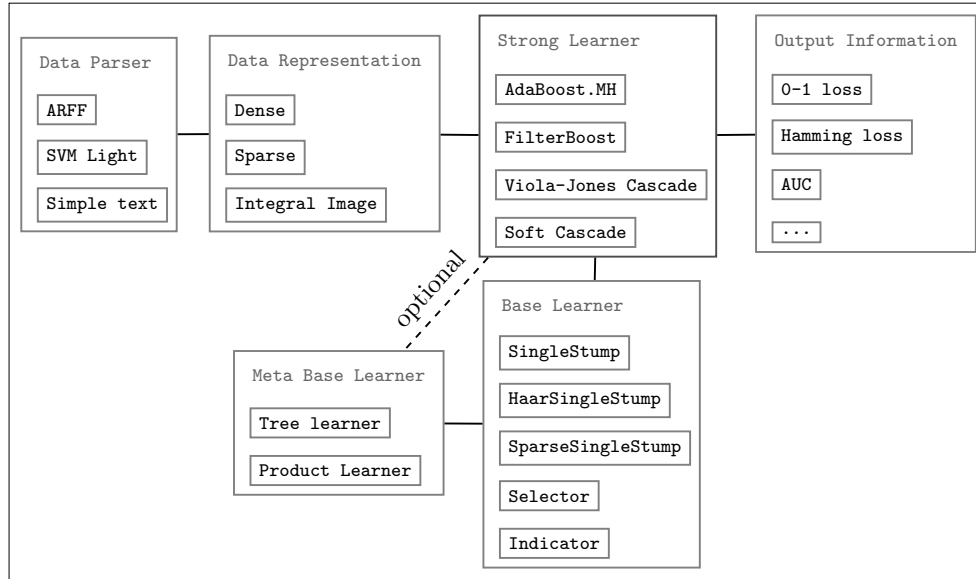 Data Parser
ARFF
SVM Light
Simple text
Data Representation
Dense
Sparse
Integral Image
Strong Learner
AdaBoost.MH
FilterBoost
Viola-Jones Cascade
Soft Cascade
Output Information
0-1 loss
Hamming loss
AUC
...
optional
Meta Base Learner
Tree learner
Product Learner
Base Learner
SingleStump
HaarSingleStump
SparseSingleStump
Selector
Indicator